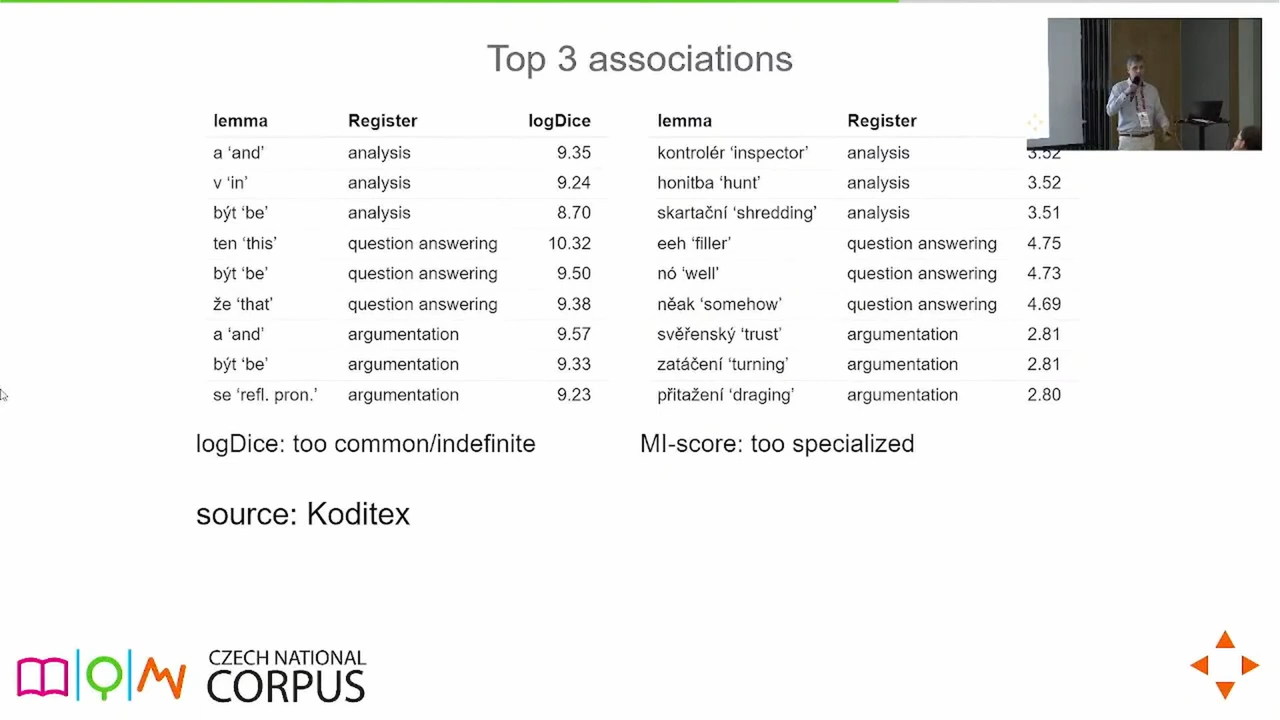 Top 3 associations
lemma Register logDice
a ‘and’ analysis 9.35
v ‘in’ analysis 9.24
být ‘be’ analysis 8.70
ten ‘this’ question answering 10.32
být ‘be’ question answering 9.50
že ‘that’ question answering 9.38
a ‘and’ argumentation 9.57
být ‘be’ argumentation 9.33
se ‘refl. pron.’ argumentation 9.23
lemma Register
kontrolér ‘inspector’ analysis 3.52
honitba ‘hunt’ analysis 3.52
skartační ‘shredding’ analysis 3.51
eeh ‘filler’ question answering 4.75
nó ‘well’ question answering 4.73
něak ‘somehow’ question answering 4.69
svěřenský ‘trust’ argumentation 2.81
zatáčení ‘turning’ argumentation 2.81
přitažení ‘draging’ argumentation 2.80
logDice: too common/indefinite
MI-score: too specialized
source: Koditex
CZECH NATIONAL
CORPUS